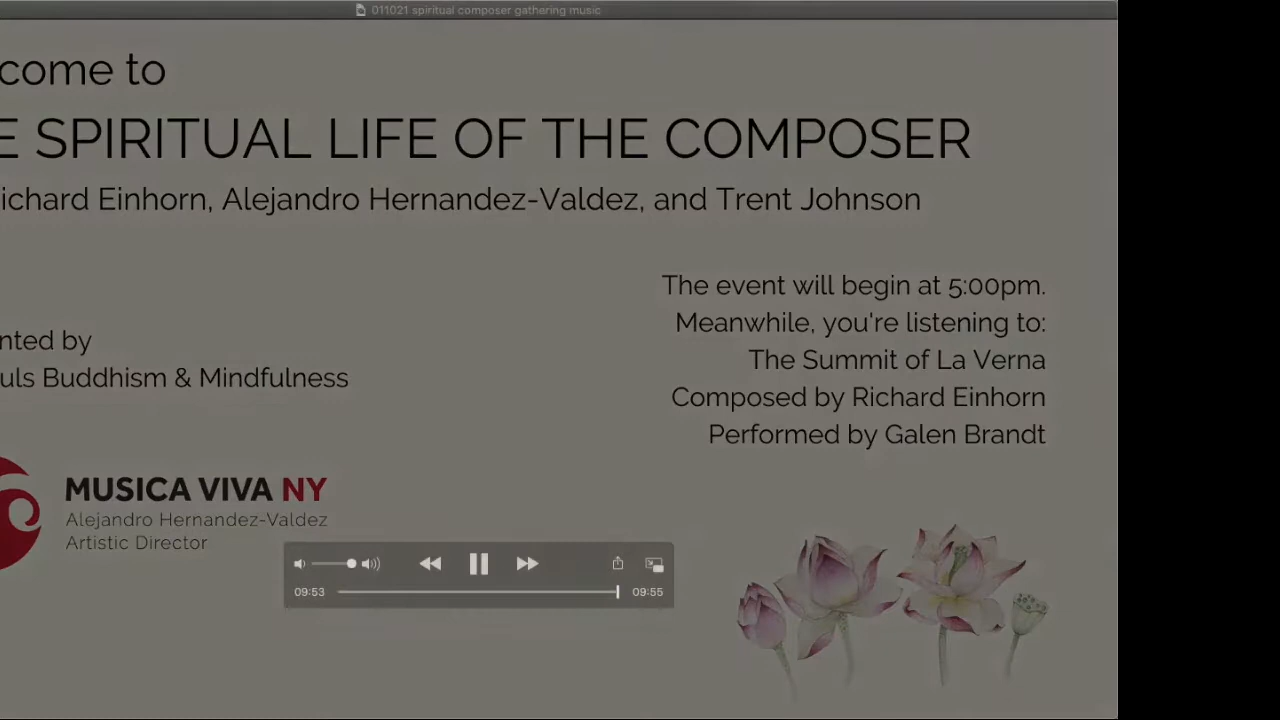 011021 spiritual composer gathering music
come to
E SPIRITUAL LIFE OF THE COMPOSER
ichard Einhorn, Alejandro Hernandez-Valdez, and Trent Johnson
The event will begin at 5:00pm.
Meanwhile, you're listening to:
The Summit of La Verna
Composed by Richard Einhorn
Performed by Galen Brandt
nted by
uls Buddhism & Mindfulness
MUSICA VIVA NY
Alejandro Hernandez-Valdez
Artistic Director
09:53
09:55